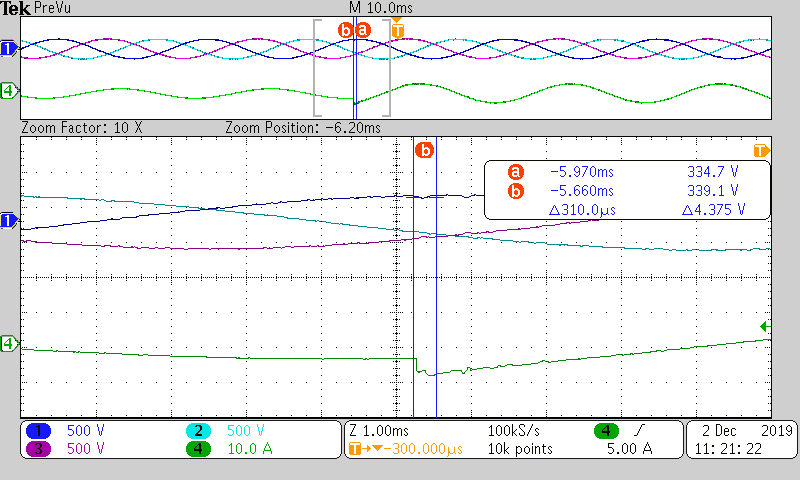 Tek PreVu M 10.0ms
b a
T
1
4
Zoom Factor: 10 X Zoom Position: -6.20ms
b T
a -5.970ms 334.7 V
b -5.660ms 339.1 V
Δ310.0µs Δ4.375 V
1
4
1 500 V 2 500 V Z 1.00ms 100kS/s 4 5.00 A 2 Dec 2019
3 500 V 4 10.0 A T→▼-300.000µs 10k points 11:21:22